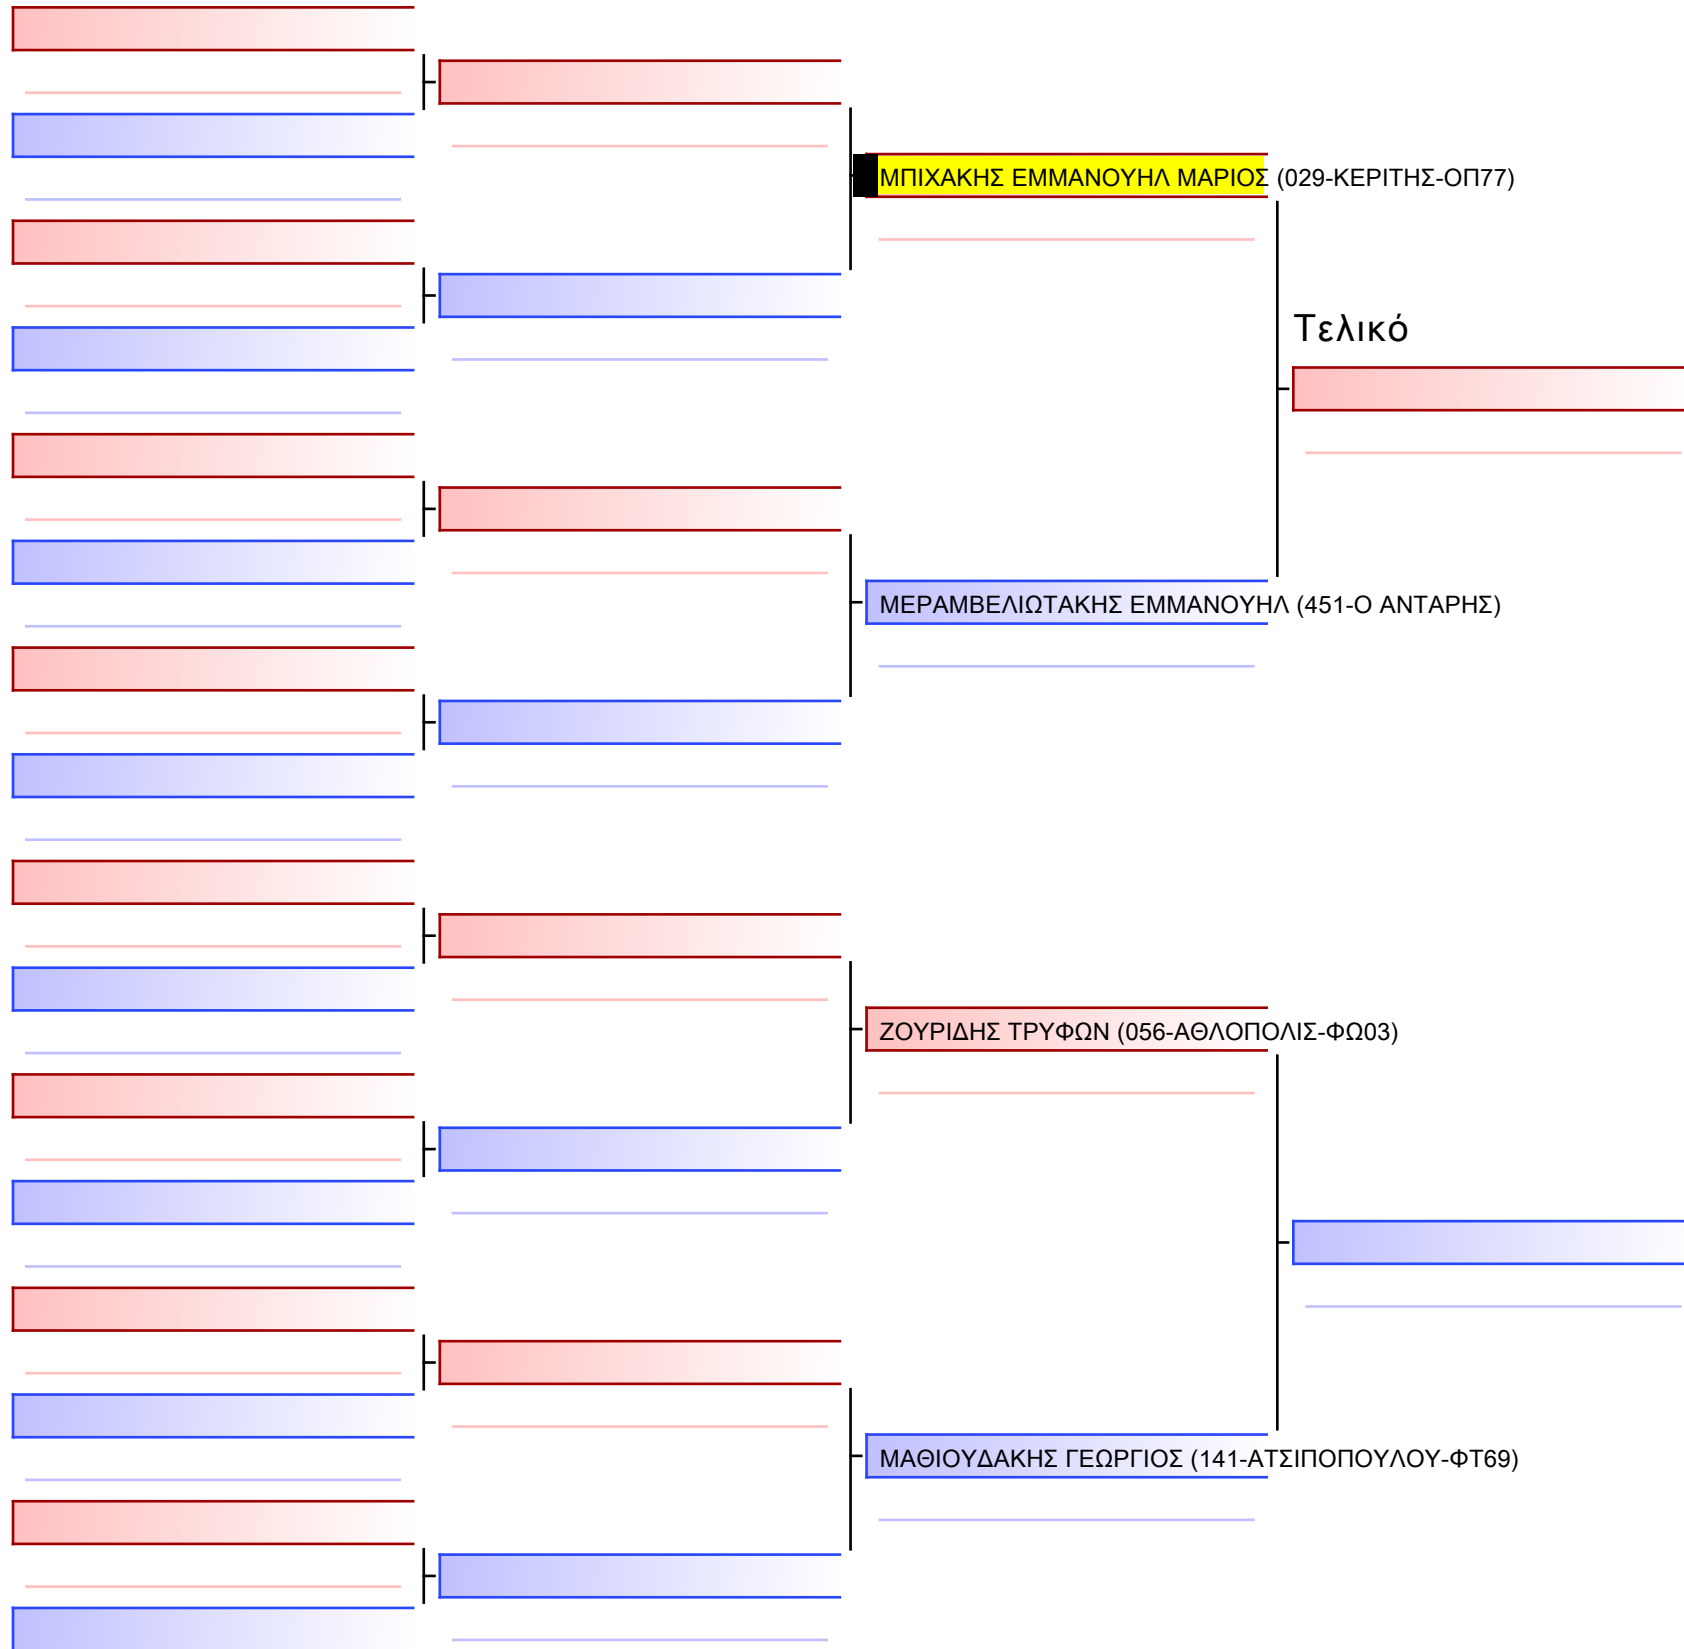 ΜΠΙΧΑΚΗΣ ΕΜΜΑΝΟΥΗΛ ΜΑΡΙΟΣ (029-ΚΕΡΙΤΗΣ-ΟΠ77)
Τελικό
ΜΕΡΑΜΒΕΛΙΩΤΑΚΗΣ ΕΜΜΑΝΟΥΗΛ (451-Ο ΑΝΤΑΡΗΣ)
ΖΟΥΡΙΔΗΣ ΤΡΥΦΩΝ (056-ΑΘΛΟΠΟΛΙΣ-ΦΩ03)
ΜΑΘΙΟΥΔΑΚΗΣ ΓΕΩΡΓΙΟΣ (141-ΑΤΣΙΠΟΠΟΥΛΟΥ-ΦΤ69)